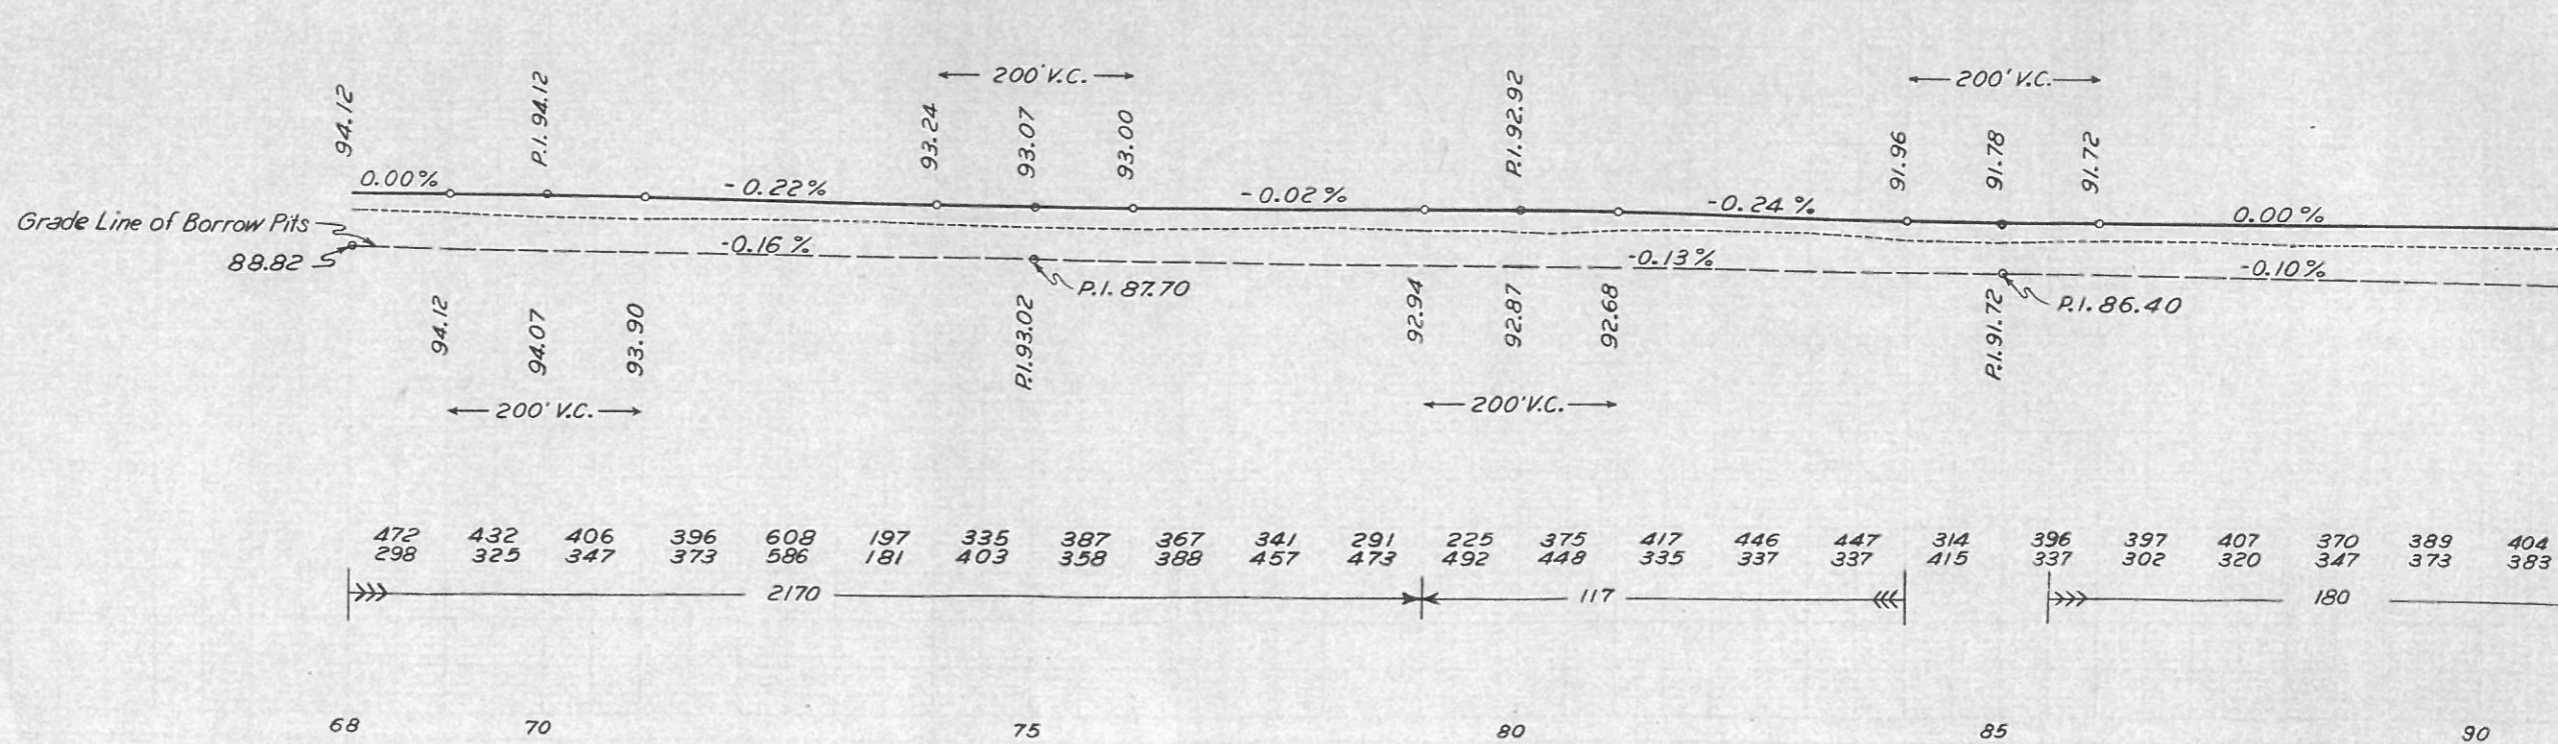 200' V.C.
200' V.C.
94.12
P.I. 94.12
93.24
93.07
93.00
P.I. 92.92
91.96
91.78
91.72
0.00%
-0.22%
-0.02%
-0.24%
0.00%
Grade Line of Borrow Pits
88.82
-0.16%
-0.13%
-0.10%
P.I. 87.70
P.I. 86.40
94.12
94.07
93.90
P.I. 93.02
92.94
92.87
92.68
P.I. 91.72
200' V.C.
200' V.C.
472 432 406 396 608 197 335 387 367 341 291 225 375 417 446 447 314 396 397 407 370 389 404
298 325 347 373 586 181 403 358 388 457 473 492 448 335 337 337 415 337 302 320 347 373 383
2170 117 180
68 70 75 80 85 90